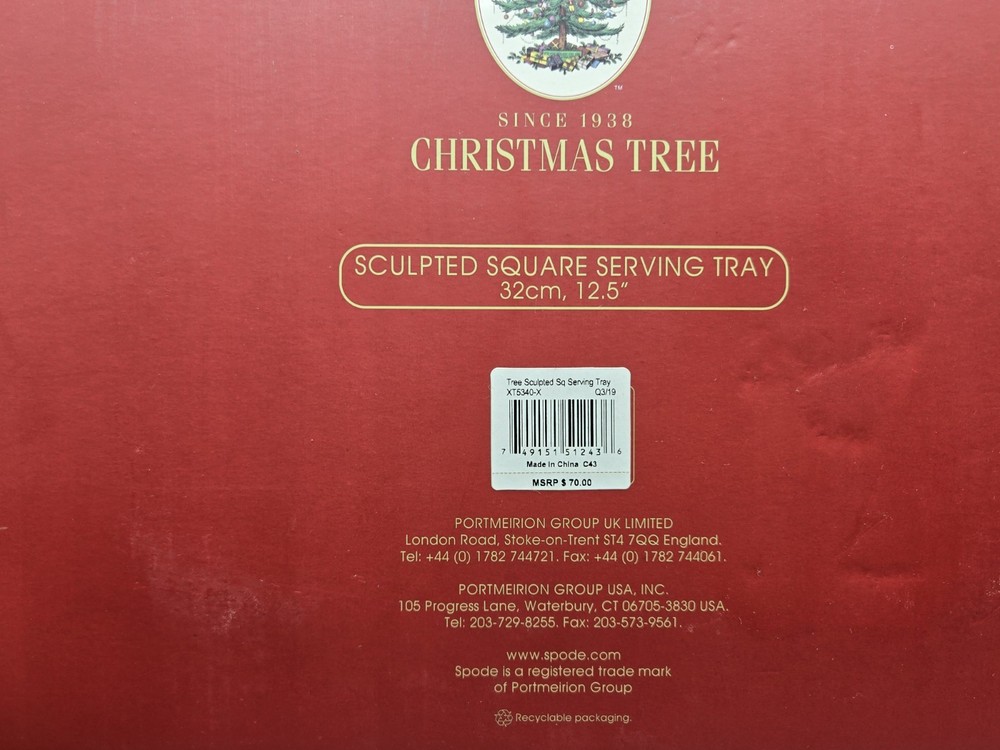 TM
SINCE 1938
CHRISTMAS TREE
SCULPTED SQUARE SERVING TRAY
32cm, 12.5"
Tree Sculpted Sq Serving Tray
XT5340-X Q3/19
7 49151 51243 6
Made in China C43
MSRP $ 70.00
PORTMEIRION GROUP UK LIMITED
London Road, Stoke-on-Trent ST4 7QQ England.
Tel: +44 (0) 1782 744721. Fax: +44 (0) 1782 744061.
PORTMEIRION GROUP USA, INC.
105 Progress Lane, Waterbury, CT 06705-3830 USA.
Tel: 203-729-8255. Fax: 203-573-9561.
www.spode.com
Spode is a registered trade mark
of Portmeirion Group
Recyclable packaging.